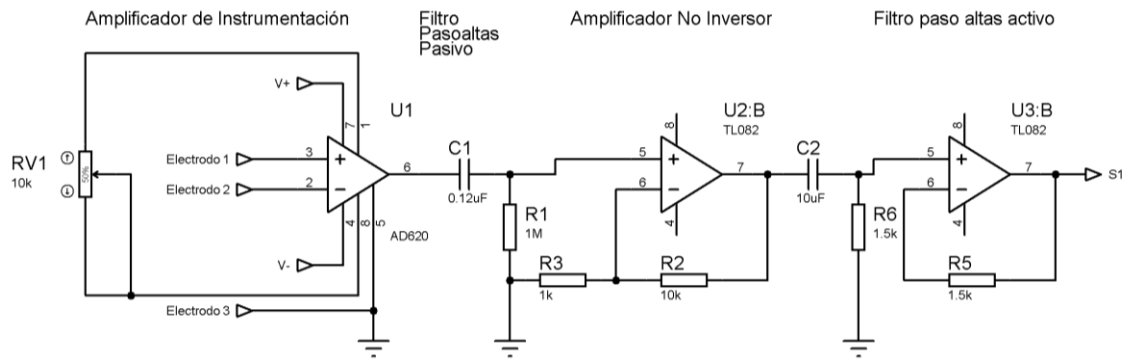 Amplificador de Instrumentación
Filtro
Pasoaltas
Pasivo
Amplificador No Inversor
Filtro paso altas activo
V+
7
1
U1
U2:B
TL082
U3:B
TL082
RV1
10k
50%
Electrodo 1
3
Electrodo 2
2
6
AD620
V-
4
8
5
Electrodo 3
C1
0.12uF
R1
1M
R3
1k
R2
10k
8
5
6
7
4
C2
10uF
R6
1.5k
8
5
6
7
4
R5
1.5k
S1